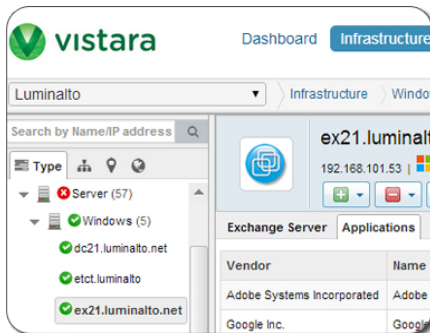 vistara
Dashboard Infrastructure
Luminalto Infrastructure
Search by Name/IP address
ex21.luminalt
192.168.101.53 |
Type
Server (57)
Windows (5)
dc21.luminalto.net
etct.luminalto
ex21.luminalto.net
Exchange Server Applications
Vendor Name
Adobe Systems Incorporated Adobe
Google Inc. Google